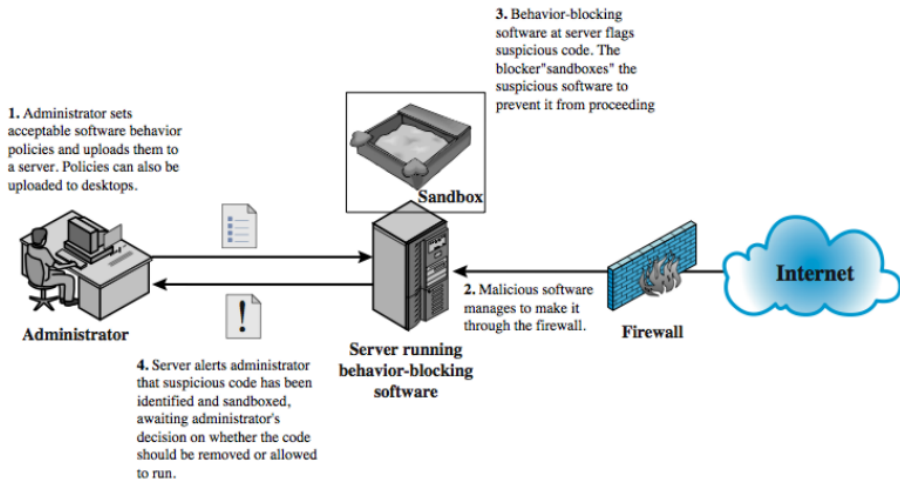 3. Behavior-blocking
software at server flags
suspicious code. The
blocker"sandboxes" the
suspicious software to
prevent it from proceeding
1. Administrator sets
acceptable software behavior
policies and uploads them to
a server. Policies can also be
uploaded to desktops.
Sandbox
Internet
2. Malicious software
manages to make it
through the firewall.
Administrator
Firewall
Server running
behavior-blocking
software
4. Server alerts administrator
that suspicious code has been
identified and sandboxed,
awaiting administrator's
decision on whether the code
should be removed or allowed
to run.